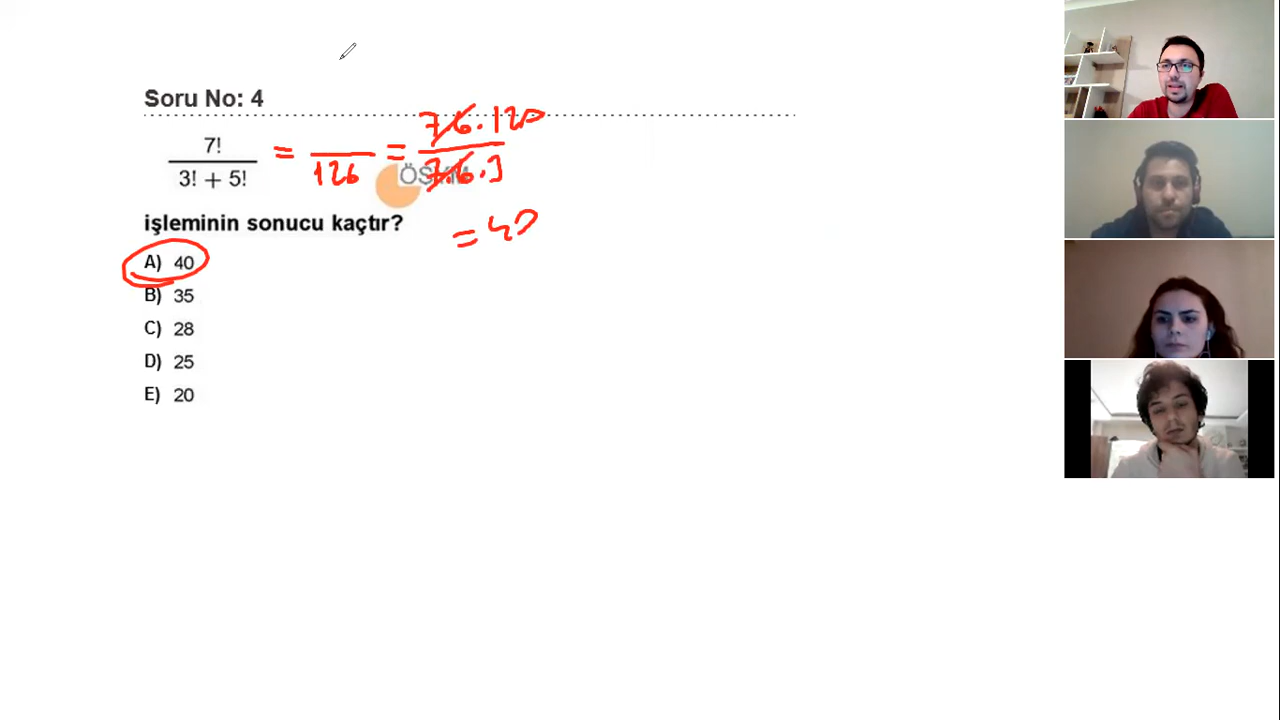 Soru No: 4
7!
3! + 5!
= 126 = 7.6.120
7.6.3
ÖSYM
işleminin sonucu kaçtır?
= 40
A) 40
B) 35
C) 28
D) 25
E) 20